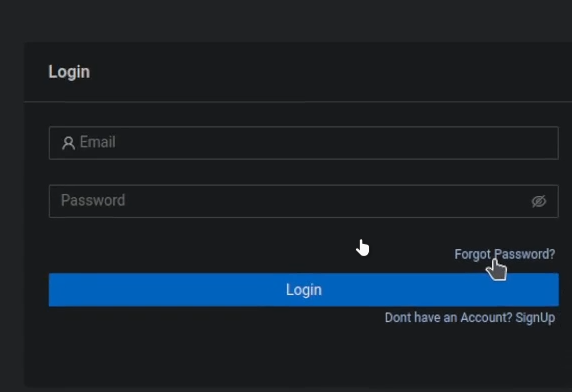 Login
Email
Password
Forgot Password?
Login
Dont have an Account? SignUp